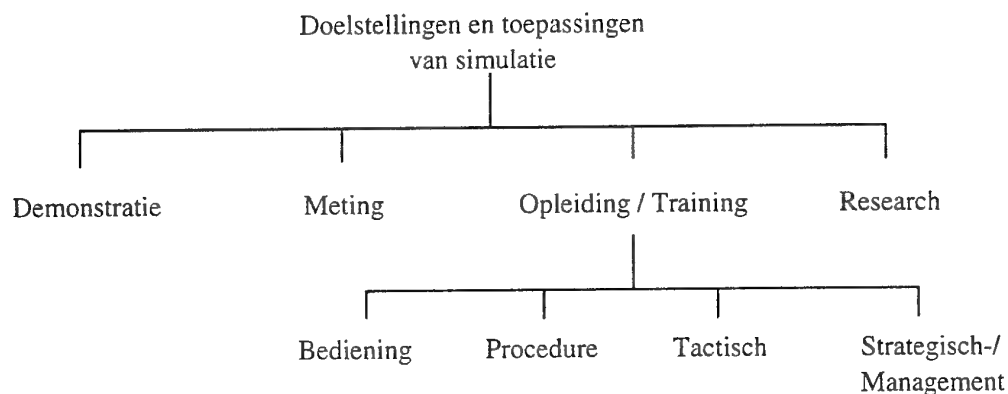 Doelstellingen en toepassingen
van simulatie
Demonstratie
Meting
Opleiding / Training
Research
Bediening
Procedure
Tactisch
Strategisch-/
Management